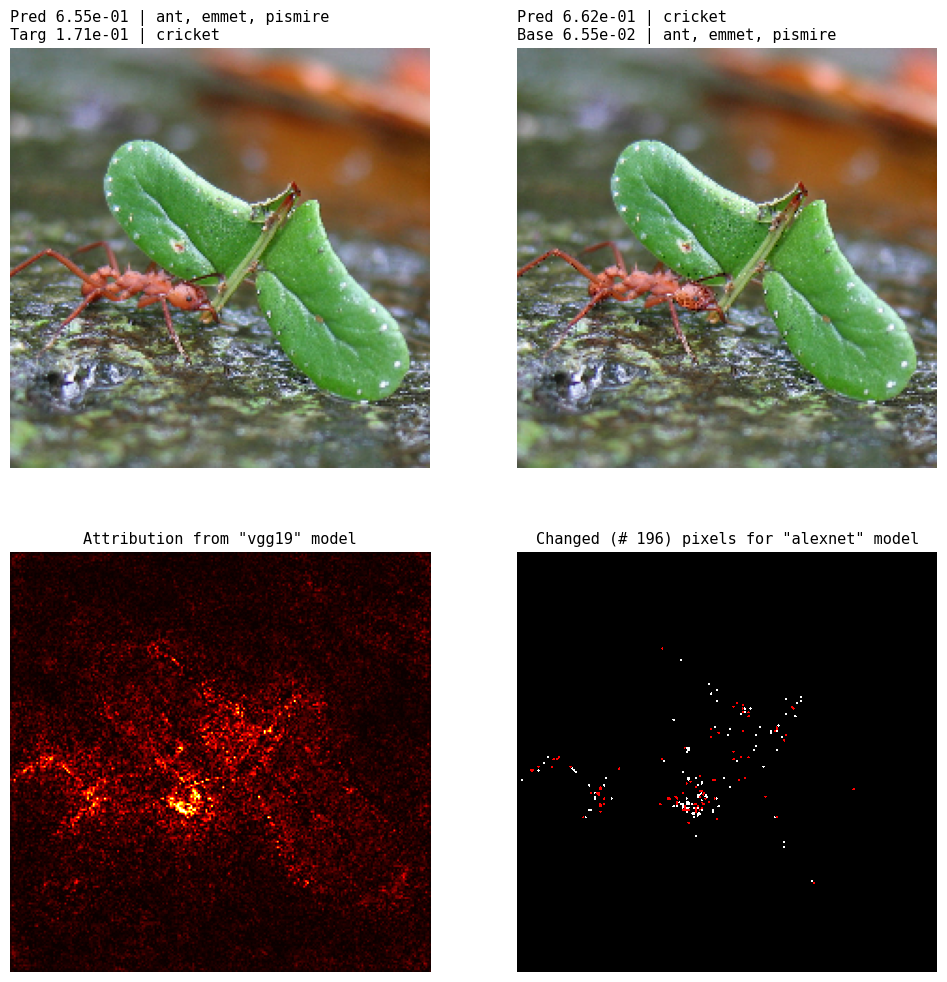 Pred 6.55e-01 | ant, emmet, pismire
Targ 1.71e-01 | cricket
Pred 6.62e-01 | cricket
Base 6.55e-02 | ant, emmet, pismire
Attribution from "vgg19" model
Changed (# 196) pixels for "alexnet" model